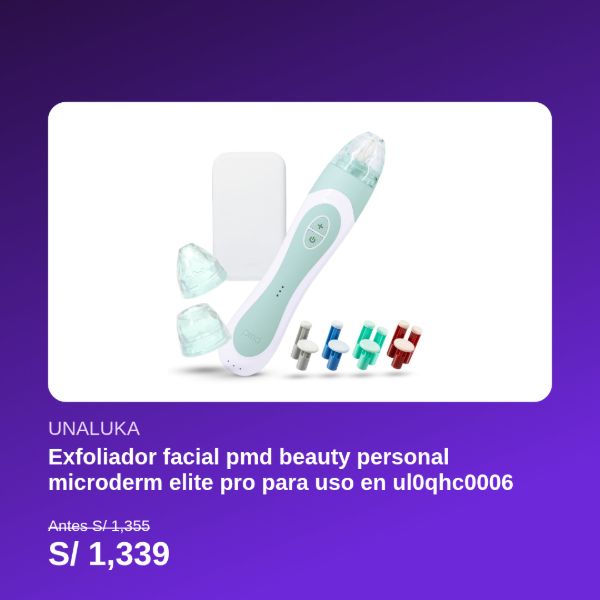 UNALUKA
Exfoliador facial pmd beauty personal
microderm elite pro para uso en ul0qhc0006
Antes S/ 1,355
S/ 1,339